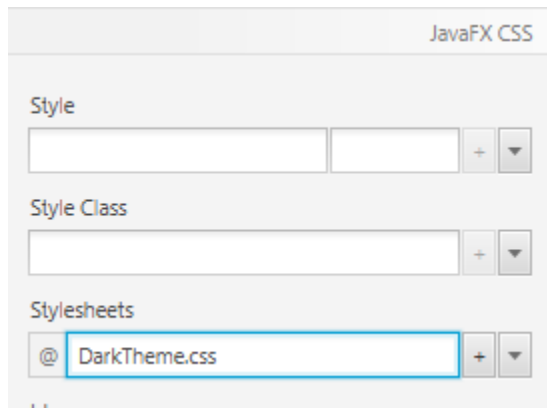 JavaFX CSS
Style
+
Style Class
+
Stylesheets
@ DarkTheme.css +